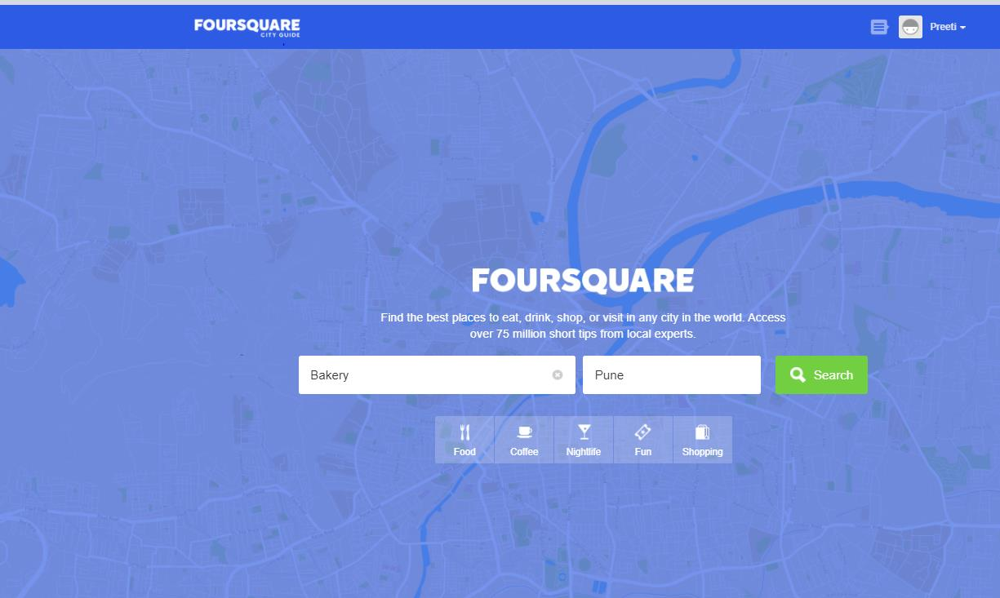 FOURSQUARE
CITY GUIDE
Preeti
FOURSQUARE
Find the best places to eat, drink, shop, or visit in any city in the world. Access
over 75 million short tips from local experts.
Bakery
Pune
Search
Food
Coffee
Nightlife
Fun
Shopping